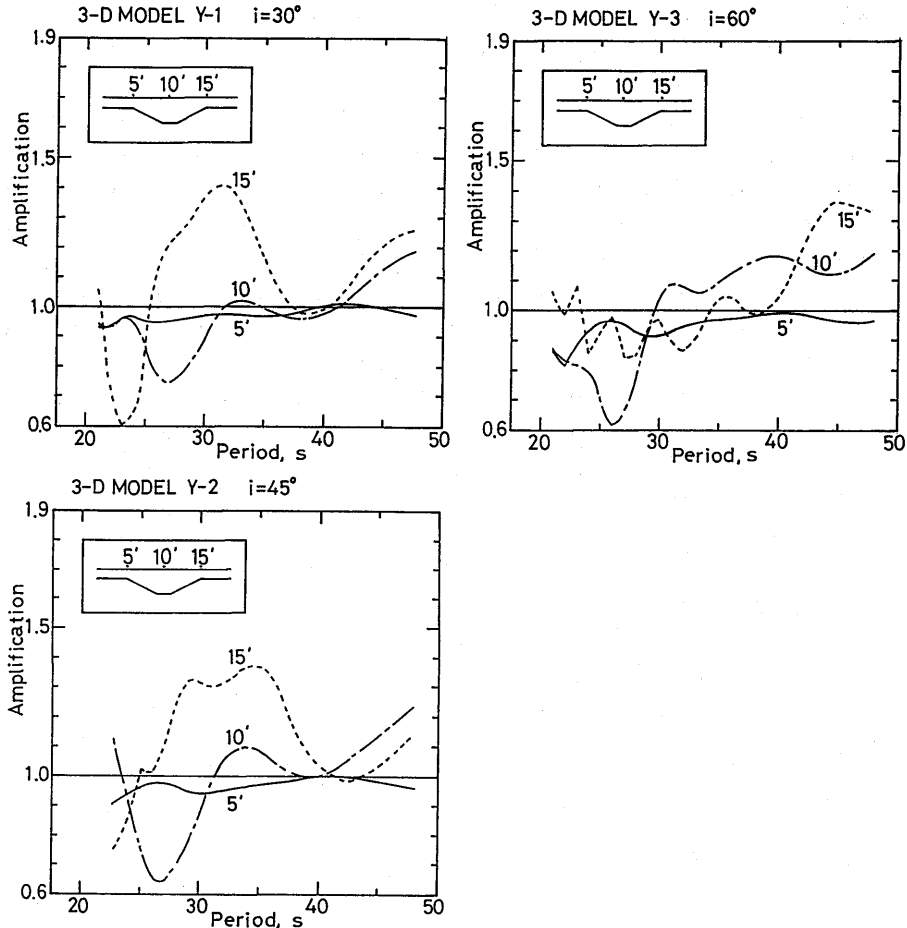 3-D MODEL Y-1 i=30°
1.9
1.5
1.0
0.6
Amplification
5' 10' 15'
15'
10'
5'
20 30 40 50
Period, s
3-D MODEL Y-3 i=60°
1.9
1.5
1.0
0.6
Amplification
5' 10' 15'
15'
10'
5'
20 30 40 50
Period, s
3-D MODEL Y-2 i=45°
1.9
1.5
1.0
0.6
Amplification
5' 10' 15'
15'
10'
5'
20 30 40 50
Period, s